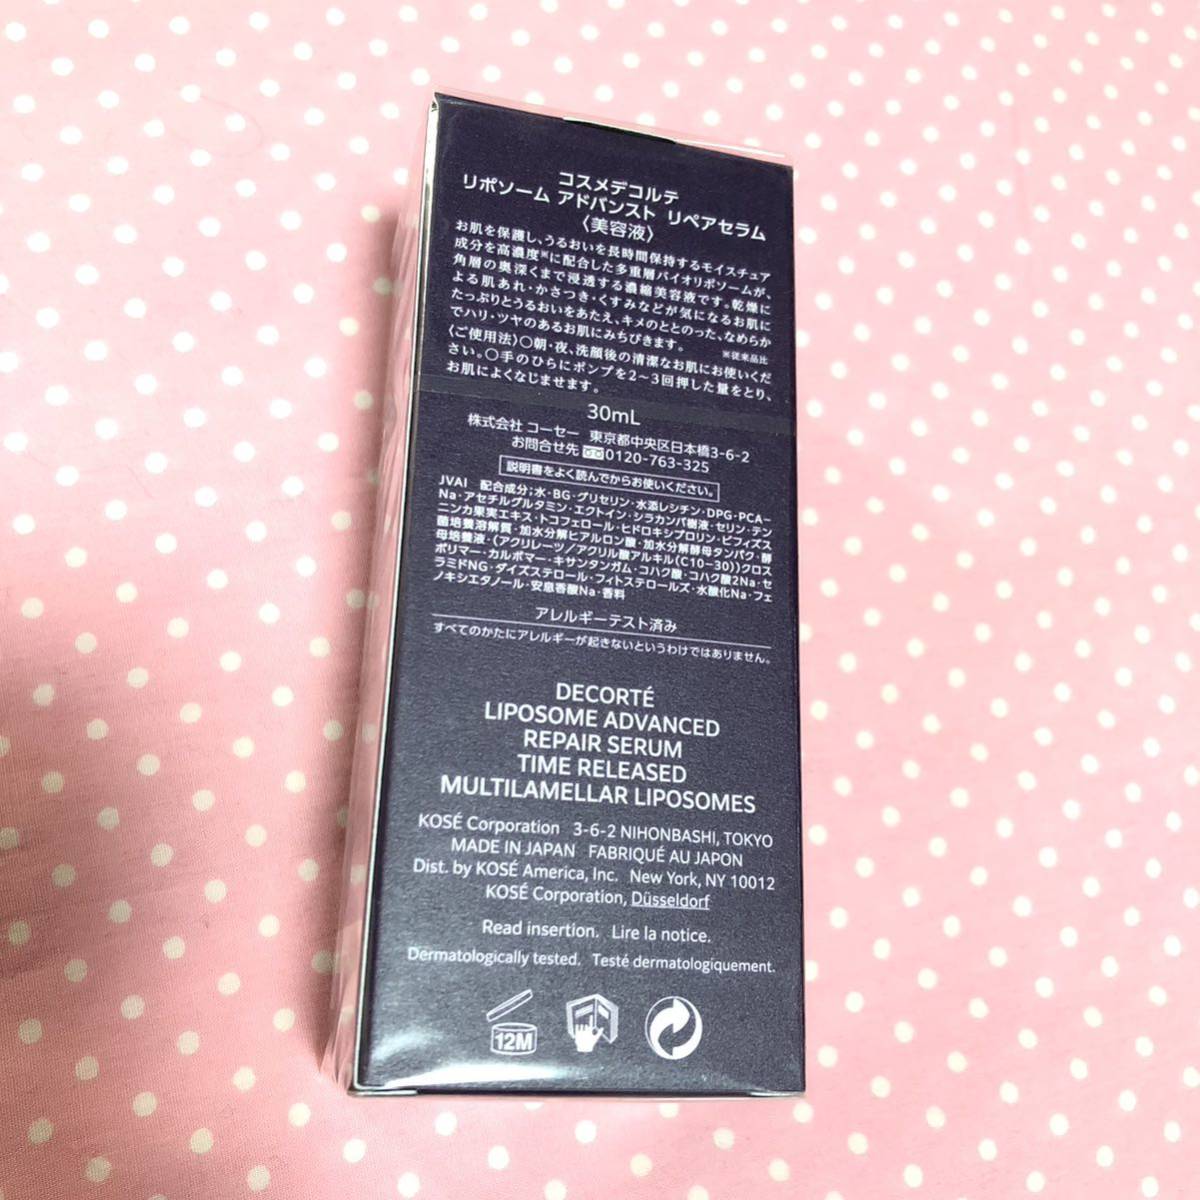 コスメデコルテ
リポソーム アドバンスト リペアセラム
〈美容液〉
お肌を保護し、うるおいを長時間保持するモイスチュア
成分を高濃度※に配合した多重層バイオリポソームが、
角層の奥深くまで浸透する濃縮美容液です。乾燥に
よる肌あれ・かさつき・くすみなどが気になるお肌に
たっぷりとうるおいをあたえ、キメのととのった、なめらか
でハリ・ツヤのあるお肌にみちびきます。 ※従来品比
〈ご使用法〉○朝・夜、洗顔後の清潔なお肌にお使いくだ
さい。○手のひらにポンプを2～3回押した量をとり、
お肌によくなじませます。
30mL
株式会社 コーセー 東京都中央区日本橋3-6-2
お問合せ先 0120-763-325
説明書をよく読んでからお使いください。
JVAI 配合成分;水・BG・グリセリン・水添レシチン・DPG・PCA-
Na・アセチルグルタミン・エクトイン・シラカンバ樹液・セリン・テン
ニンカ果実エキス・トコフェロール・ヒドロキシプロリン・ビフィズス
菌培養溶解質・加水分解ヒアルロン酸・加水分解酵母タンパク・酵
母培養液・(アクリレーツ/アクリル酸アルキル(C10-30))クロス
ポリマー・カルボマー・キサンタンガム・コハク酸・コハク酸2Na・セ
ラミドNG・ダイズステロール・フィトステロールズ・水酸化Na・フェ
ノキシエタノール・安息香酸Na・香料
アレルギーテスト済み
すべてのかたにアレルギーが起きないというわけではありません。
DECORTÉ
LIPOSOME ADVANCED
REPAIR SERUM
TIME RELEASED
MULTILAMELLAR LIPOSOMES
KOSÉ Corporation 3-6-2 NIHONBASHI, TOKYO
MADE IN JAPAN FABRIQUÉ AU JAPON
Dist. by KOSÉ America, Inc. New York, NY 10012
KOSÉ Corporation, Düsseldorf
Read insertion. Lire la notice.
Dermatologically tested. Testé dermatologiquement.
12M